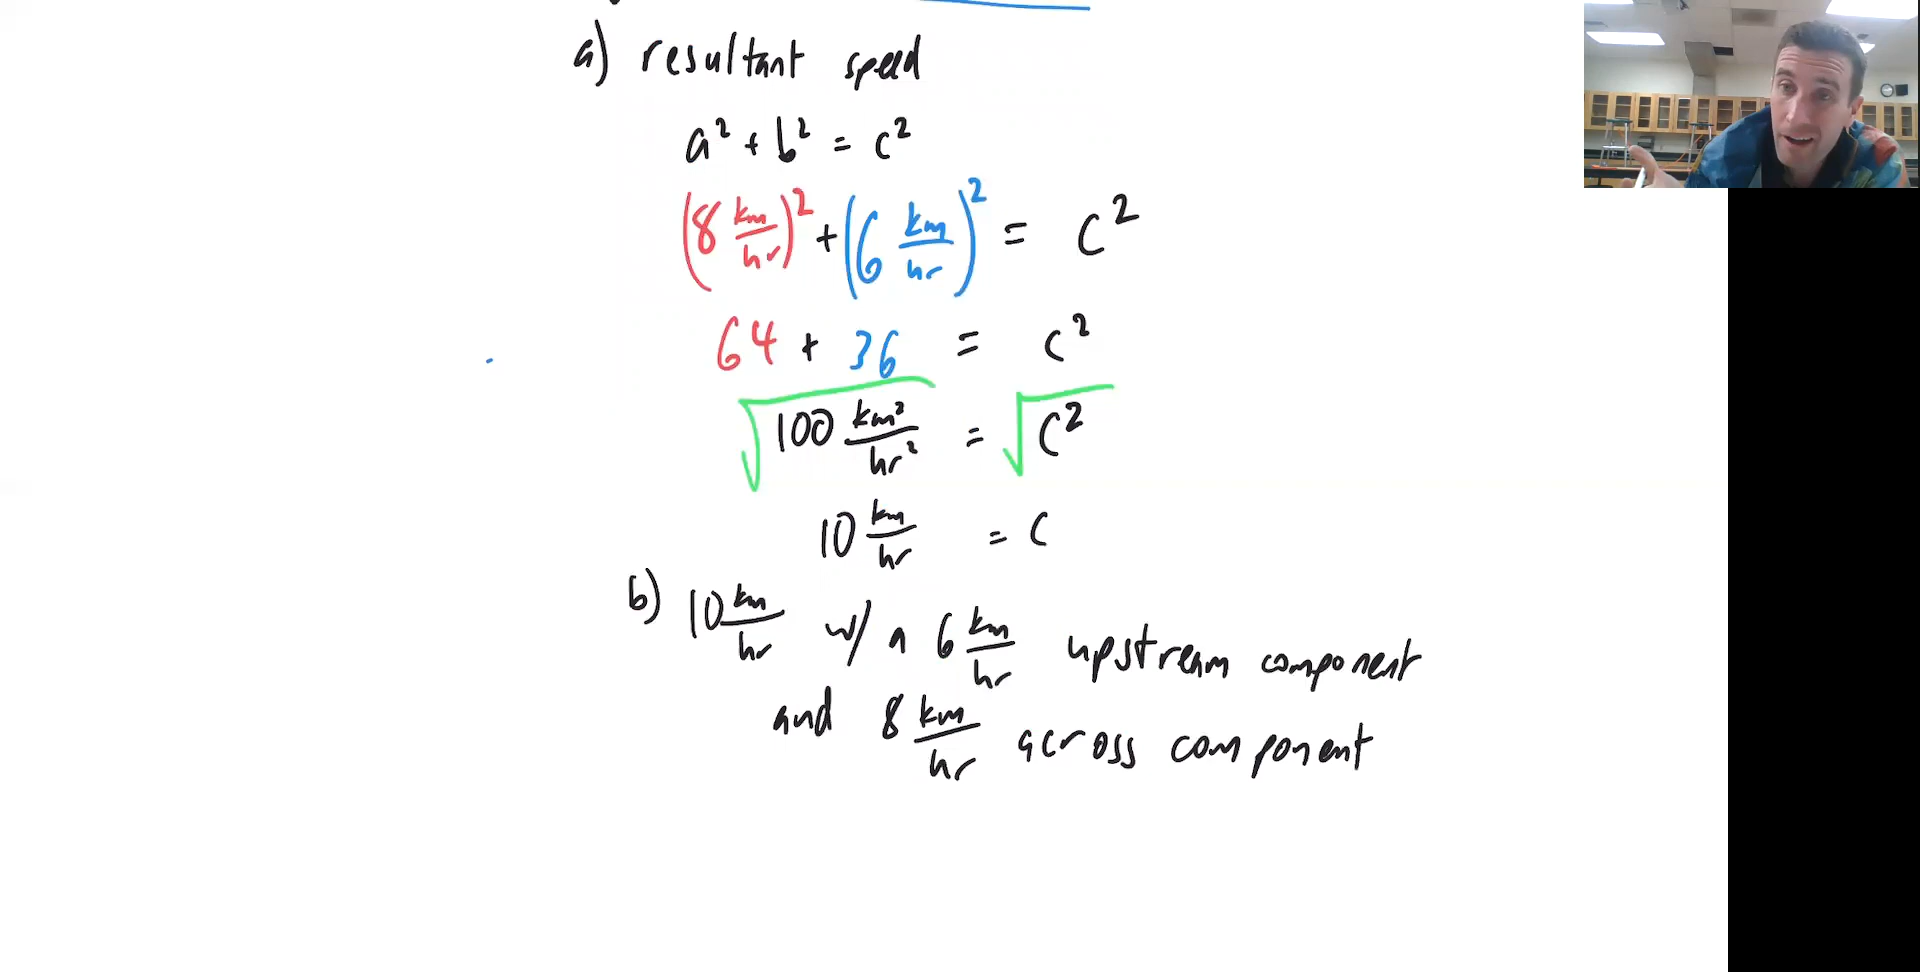 a) resultant speed
a² + b² = c²
(8 km/hr)² + (6 km/hr)² = c²
64 + 36 = c²
√100 km²/hr² = √c²
10 km/hr = c
b) 10 km/hr w/ a 6 km/hr upstream component
and 8 km/hr across component